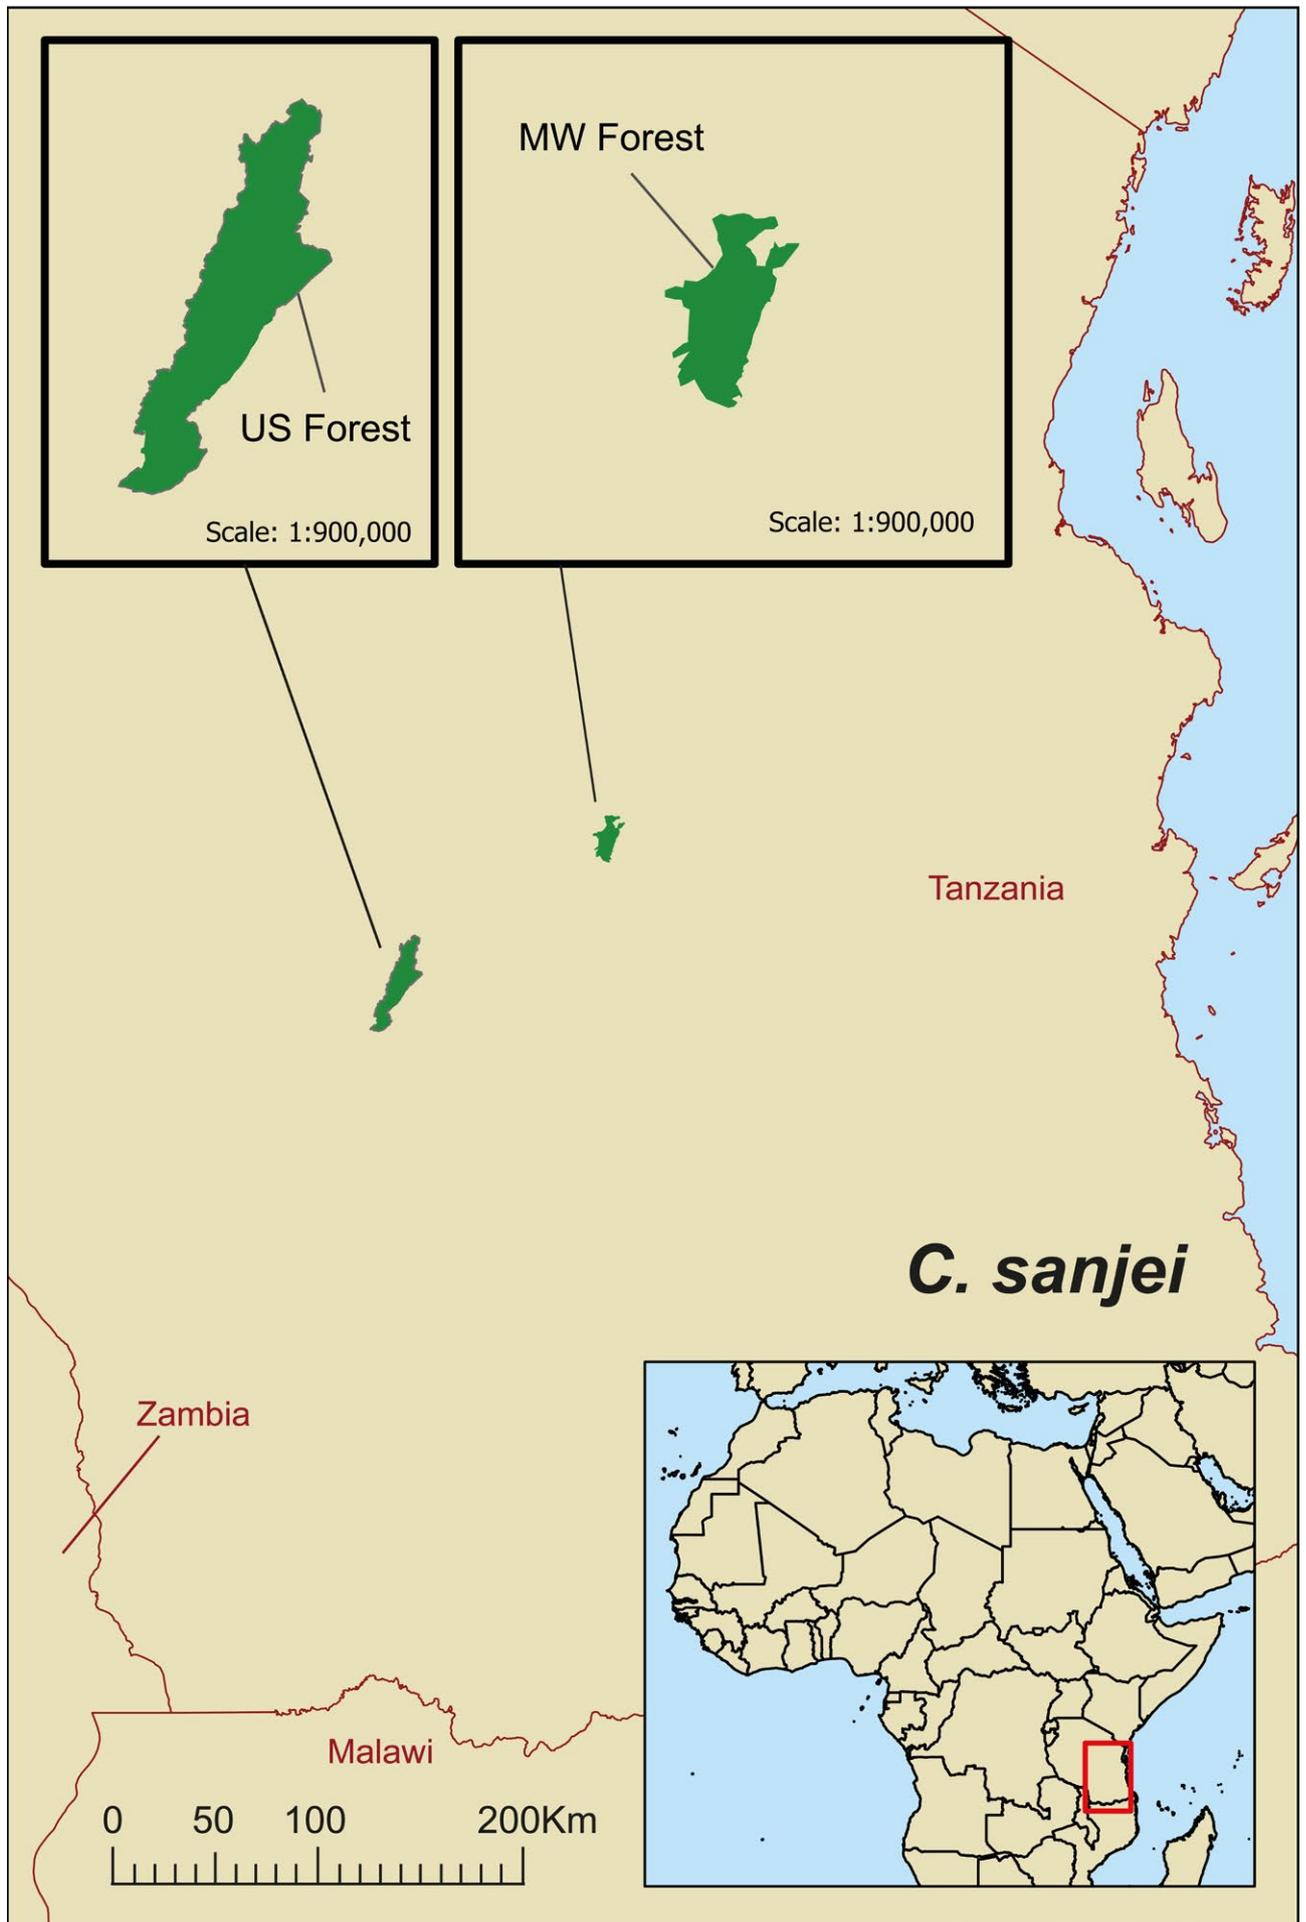 MW Forest
US Forest
Scale: 1:900,000
Scale: 1:900,000
Tanzania
C. sanjei
Zambia
Malawi
0 50 100 200Km